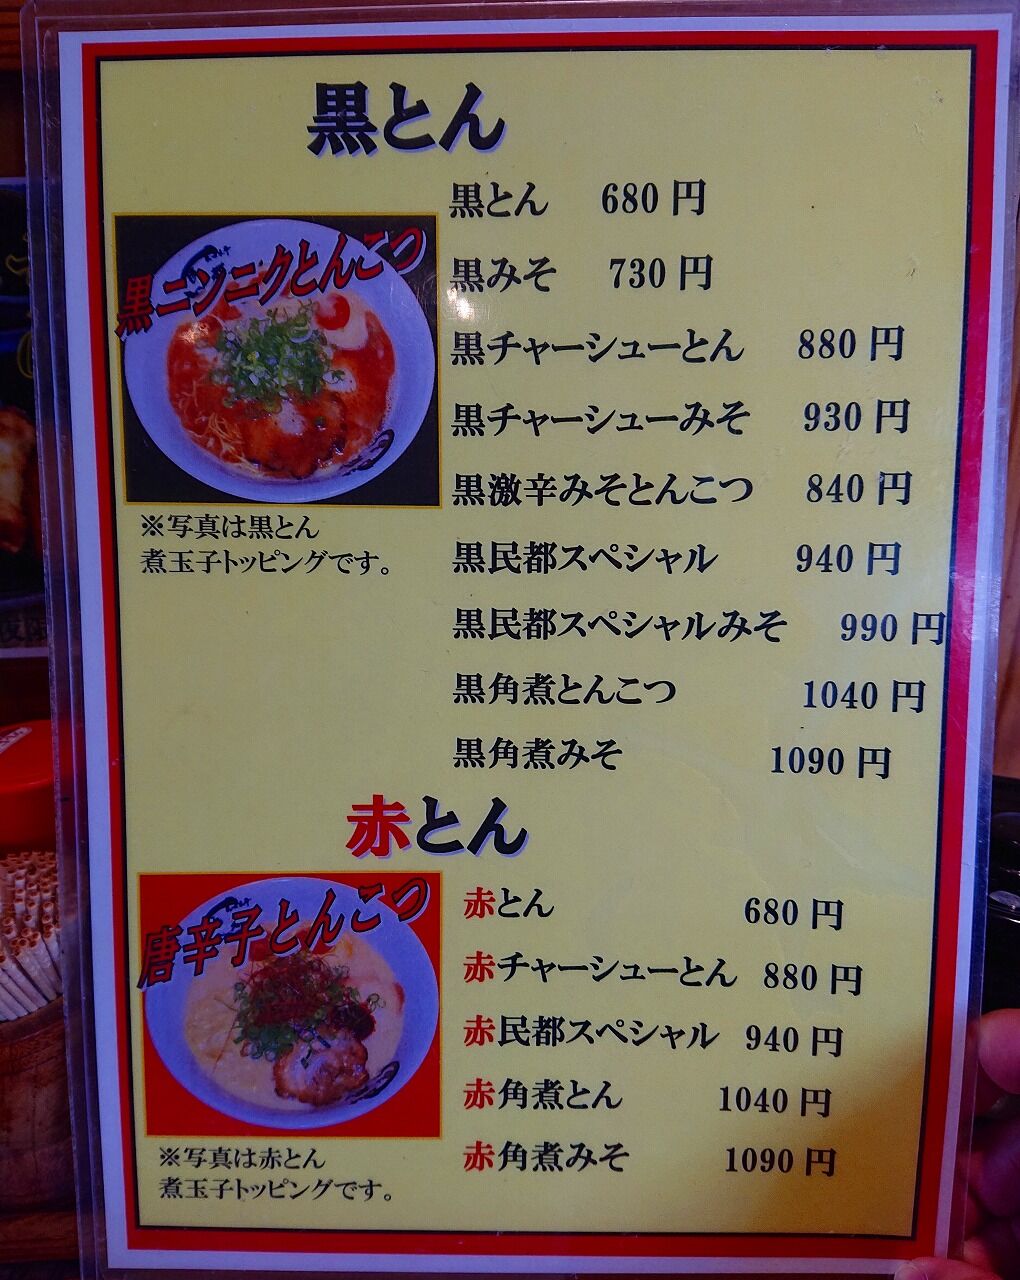 黒とん
黒とん 680円
黒みそ 730円
黒チャーシューとん 880円
黒チャーシューみそ 930円
黒激辛みそとんこつ 840円
黒民都スペシャル 940円
黒民都スペシャルみそ 990円
黒角煮とんこつ 1040円
黒角煮みそ 1090円
黒ニンニクとんこつ
※写真は黒とん
煮玉子トッピングです。
赤とん
赤とん 680円
赤チャーシューとん 880円
赤民都スペシャル 940円
赤角煮とん 1040円
赤角煮みそ 1090円
唐辛子とんこつ
※写真は赤とん
煮玉子トッピングです。